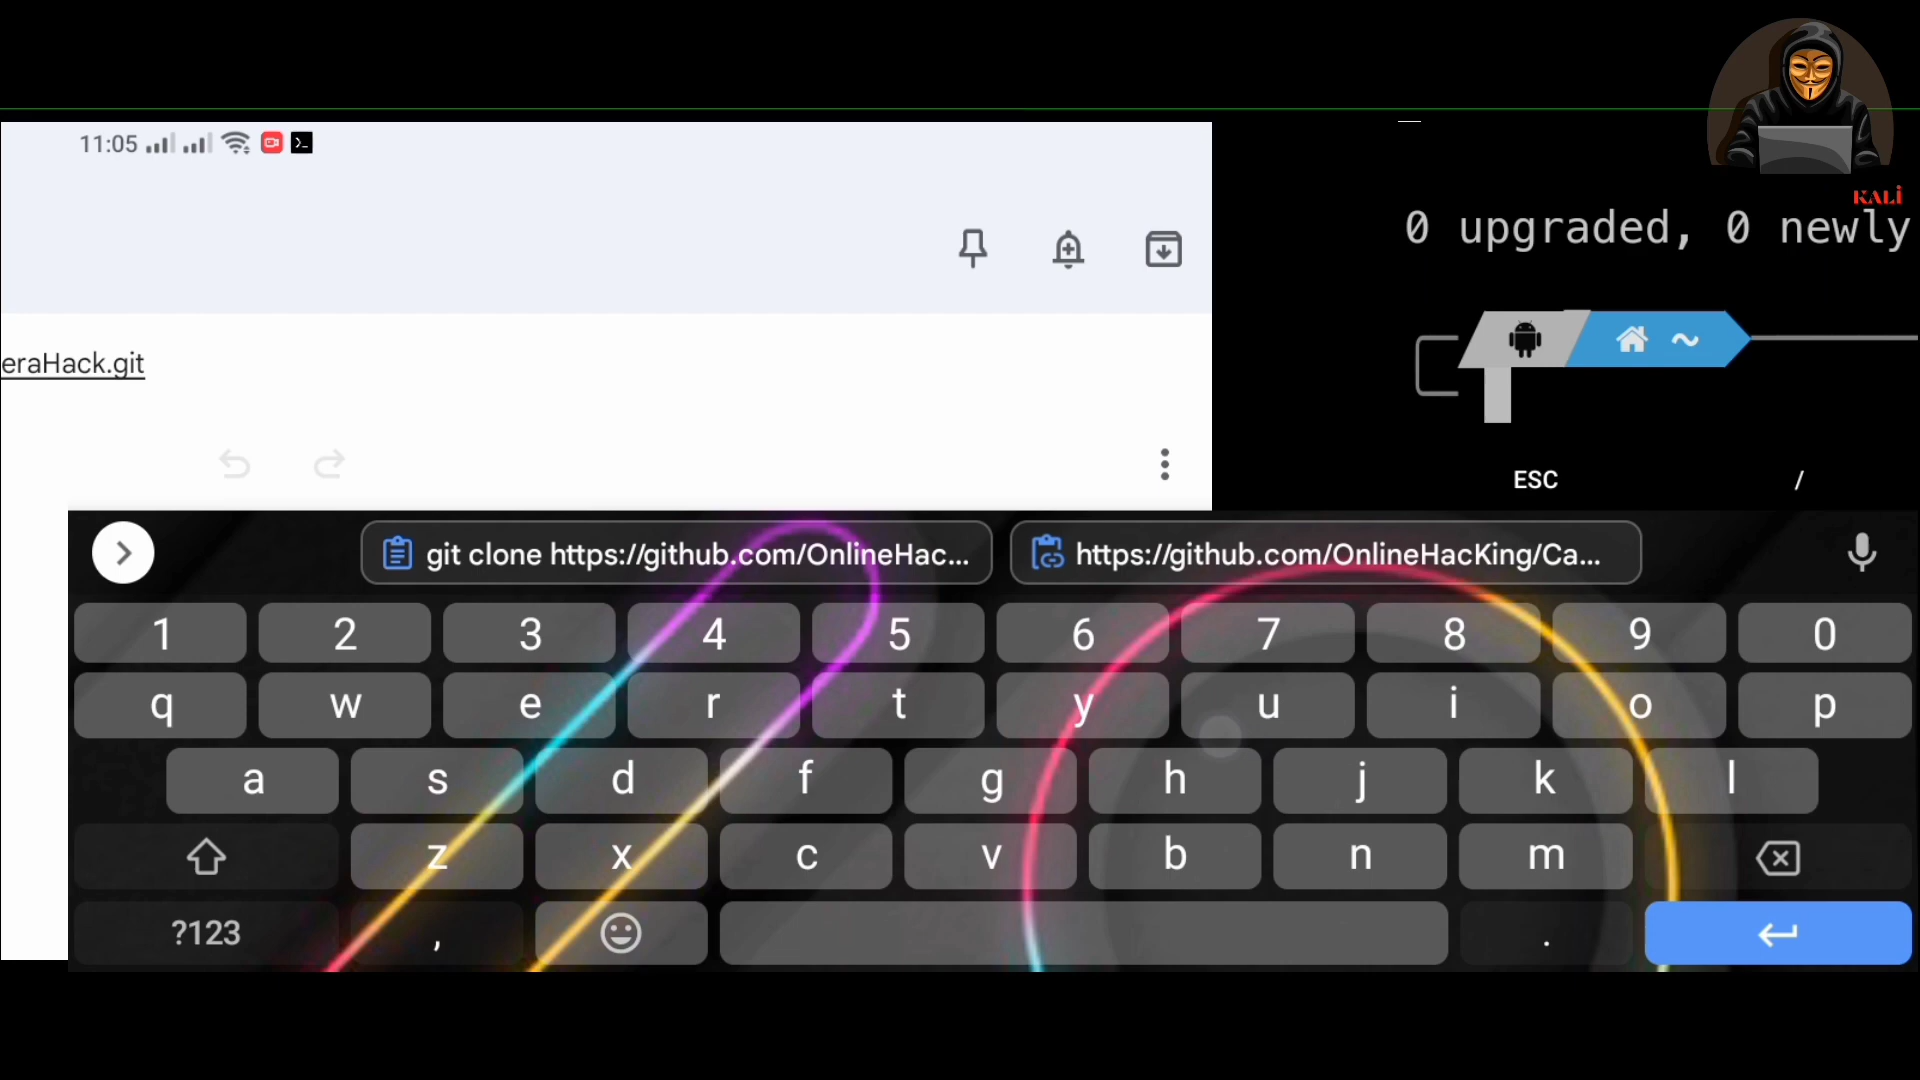 11:05
KALi
0 upgraded, 0 newly
eraHack.git
ESC /
git clone https://github.com/OnlineHac...
https://github.com/OnlineHacKing/Ca...
1 2 3 4 5 6 7 8 9 0
q w e r t y u i o p
a s d f g h j k l
z x c v b n m
?123 , .